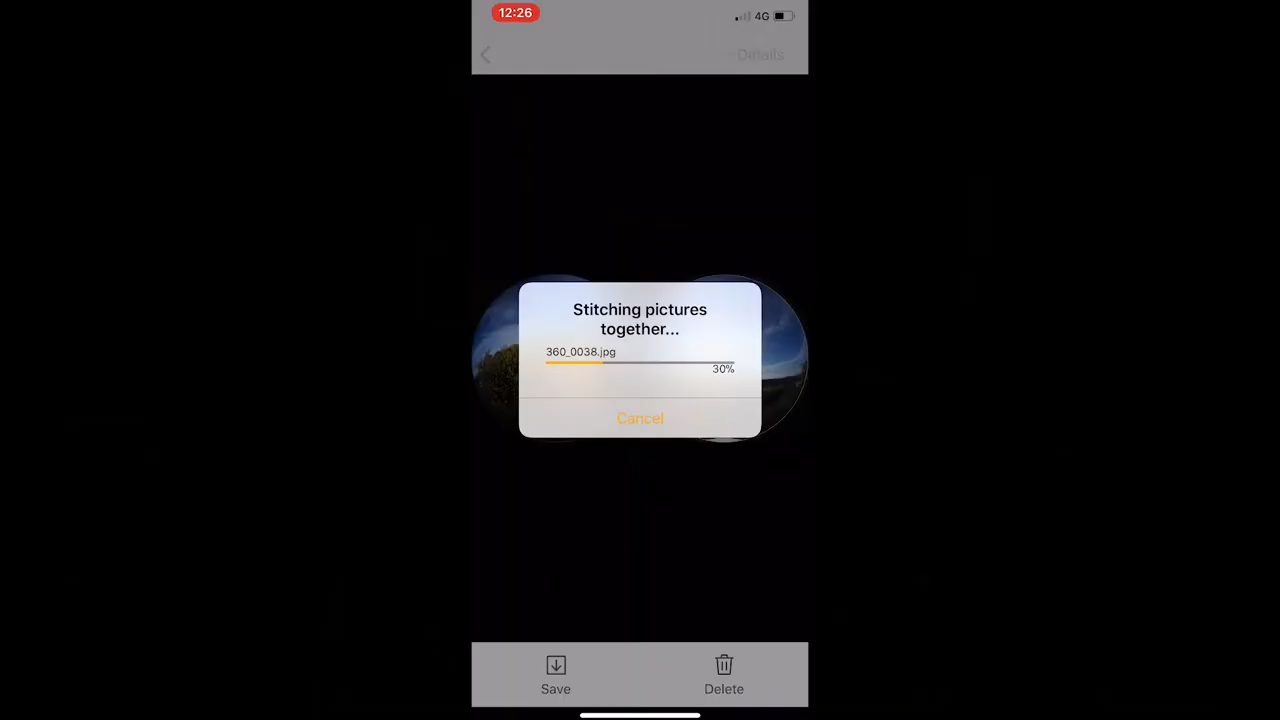 12:26
4G
Details
Stitching pictures
together...
360_0038.jpg
30%
Cancel
Save
Delete